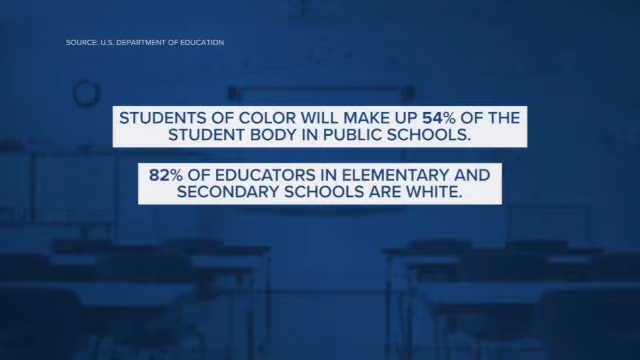 SOURCE: U.S. DEPARTMENT OF EDUCATION
STUDENTS OF COLOR WILL MAKE UP 54% OF THE
STUDENT BODY IN PUBLIC SCHOOLS.
82% OF EDUCATORS IN ELEMENTARY AND
SECONDARY SCHOOLS ARE WHITE.